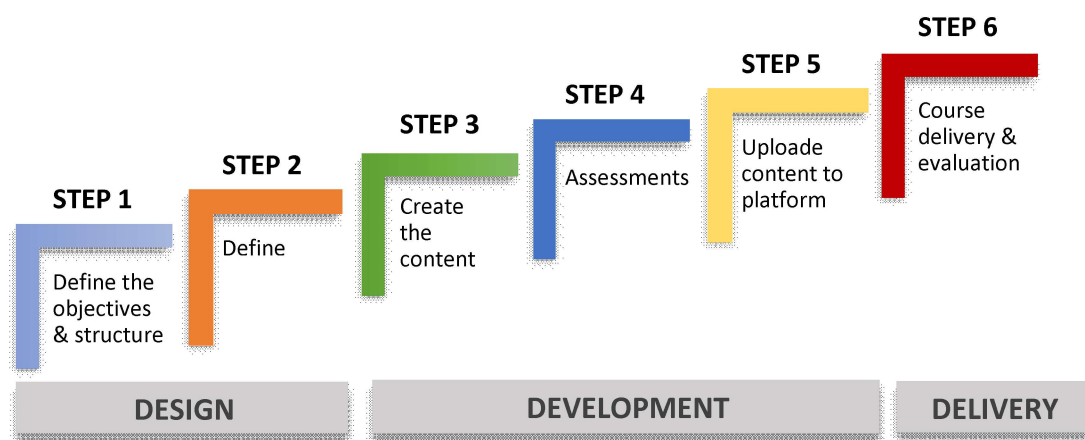 STEP 1
Define the
objectives
& structure
STEP 2
Define
STEP 3
Create
the
content
STEP 4
Assessments
STEP 5
Uploade
content to
platform
STEP 6
Course
delivery &
evaluation
DESIGN
DEVELOPMENT
DELIVERY